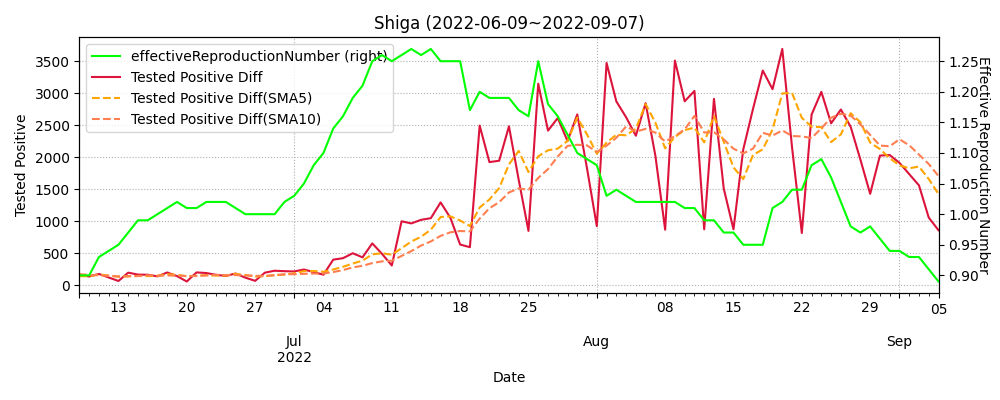 Shiga (2022-06-09~2022-09-07)
effectiveReproductionNumber (right)
Tested Positive Diff
Tested Positive Diff(SMA5)
Tested Positive Diff(SMA10)
Tested Positive
3500
3000
2500
2000
1500
1000
500
0
1.25
1.20
1.15
1.10
1.05
1.00
0.95
0.90
Effective Reproduction Number
13 20 27 04 11 18 25 08 15 22 29 05
Jul Aug Sep
2022
Date